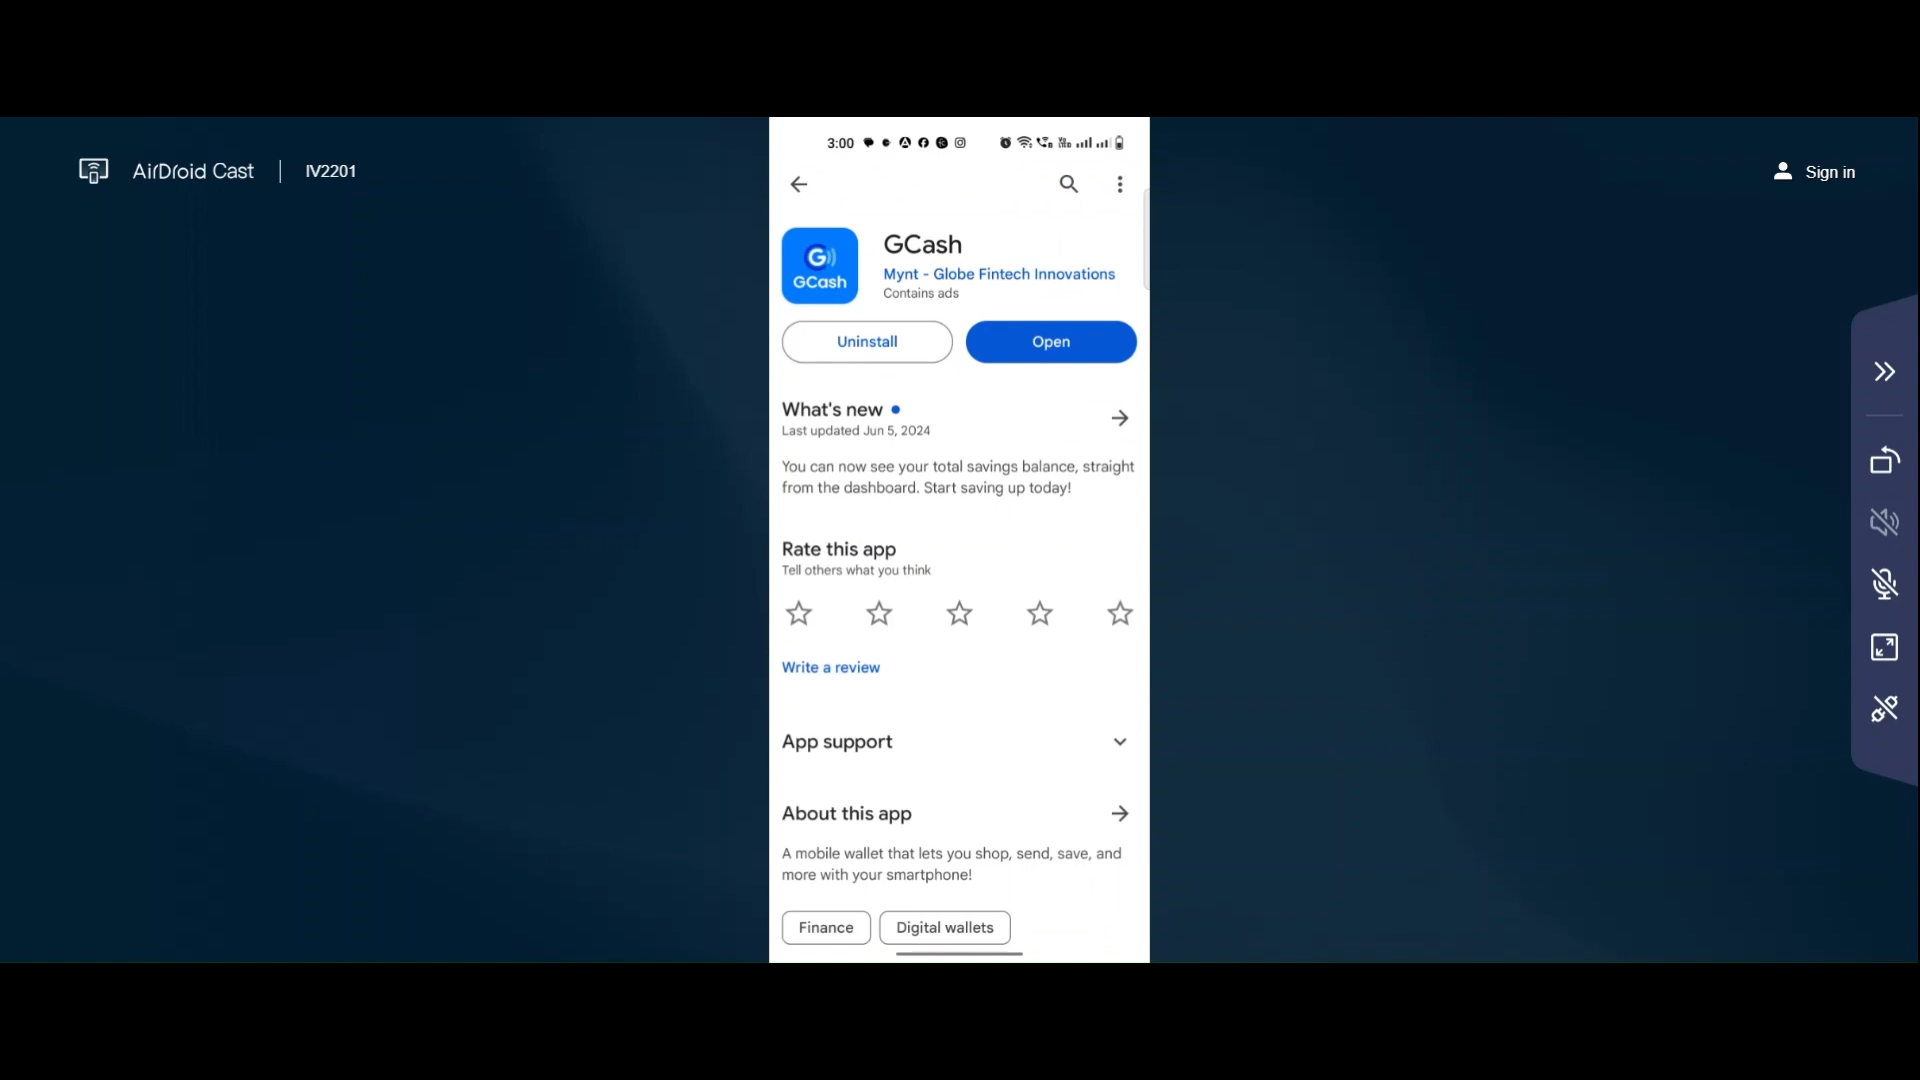 AirDroid Cast
IV2201
Sign in
3:00
GCash
Mynt - Globe Fintech Innovations
Contains ads
G
GCash
Uninstall
Open
What's new
Last updated Jun 5, 2024
You can now see your total savings balance, straight
from the dashboard. Start saving up today!
Rate this app
Tell others what you think
Write a review
App support
About this app
A mobile wallet that lets you shop, send, save, and
more with your smartphone!
Finance
Digital wallets